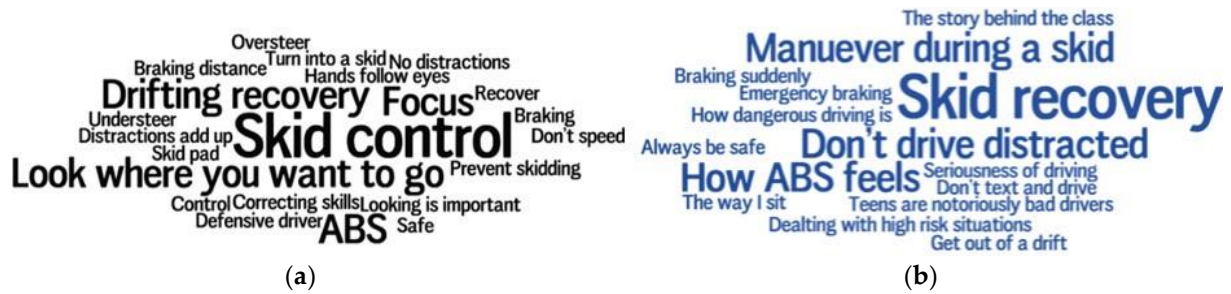 Oversteer
Turn into a skid No distractions
Braking distance
Hands follow eyes
Drifting recovery Focus Recover
Understeer
Skid control Braking
Distractions add up
Don't speed
Skid pad
Look where you want to go Prevent skidding
Control Correcting skills Looking is important
Defensive driver ABS Safe
(a)
The story behind the class
Manuever during a skid
Braking suddenly
Emergency braking
Skid recovery
How dangerous driving is
Always be safe
Don't drive distracted
How ABS feels
Seriousness of driving
Don't text and drive
The way I sit
Teens are notoriously bad drivers
Dealting with high risk situations
Get out of a drift
(b)